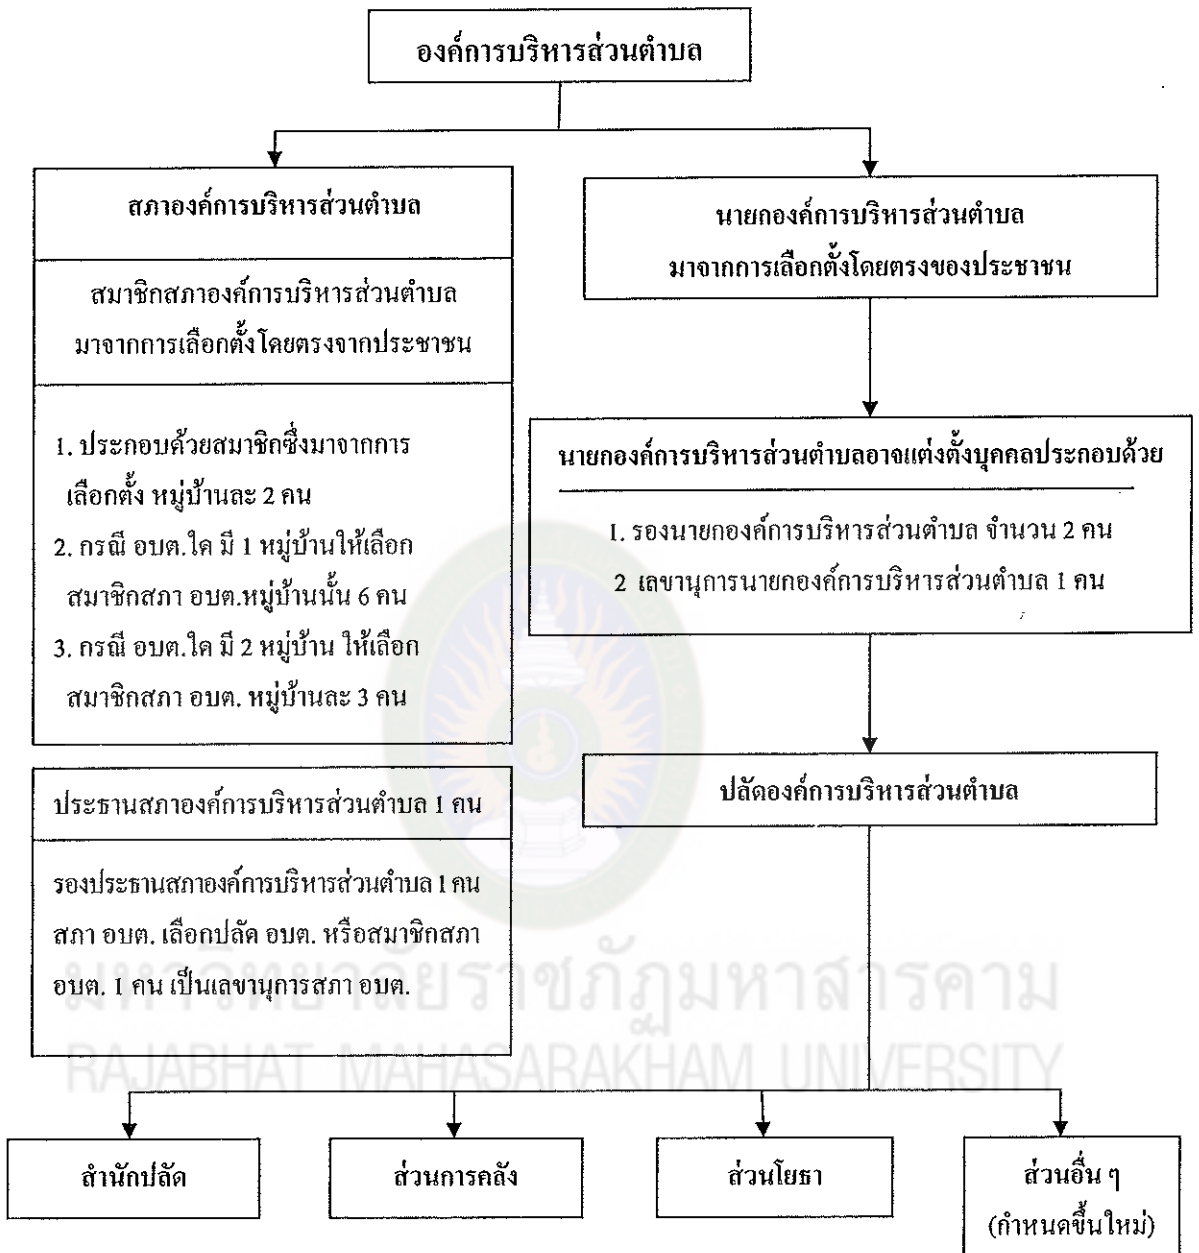 องค์การบริหารส่วนตำบล
สภาองค์การบริหารส่วนตำบล
สมาชิกสภาองค์การบริหารส่วนตำบล
มาจากการเลือกตั้งโดยตรงจากประชาชน
1. ประกอบด้วยสมาชิกซึ่งมาจากการ
เลือกตั้ง หมู่บ้านละ 2 คน
2. กรณี อบต.ใด มี 1 หมู่บ้านให้เลือก
สมาชิกสภา อบต.หมู่บ้านนั้น 6 คน
3. กรณี อบต.ใด มี 2 หมู่บ้าน ให้เลือก
สมาชิกสภา อบต. หมู่บ้านละ 3 คน
ประธานสภาองค์การบริหารส่วนตำบล 1 คน
รองประธานสภาองค์การบริหารส่วนตำบล 1 คน
สภา อบต. เลือกปลัด อบต. หรือสมาชิกสภา
อบต. 1 คน เป็นเลขานุการสภา อบต.
นายกองค์การบริหารส่วนตำบล
มาจากการเลือกตั้งโดยตรงของประชาชน
นายกองค์การบริหารส่วนตำบลอาจแต่งตั้งบุคคลประกอบด้วย
1. รองนายกองค์การบริหารส่วนตำบล จำนวน 2 คน
2 เลขานุการนายกองค์การบริหารส่วนตำบล 1 คน
ปลัดองค์การบริหารส่วนตำบล
มหาวิทยาลัยราชภัฏมหาสารคาม
RAJABHAT MAHASARAKHAM UNIVERSITY
สำนักปลัด
ส่วนการคลัง
ส่วนโยธา
ส่วนอื่น ๆ
(กำหนดขึ้นใหม่)